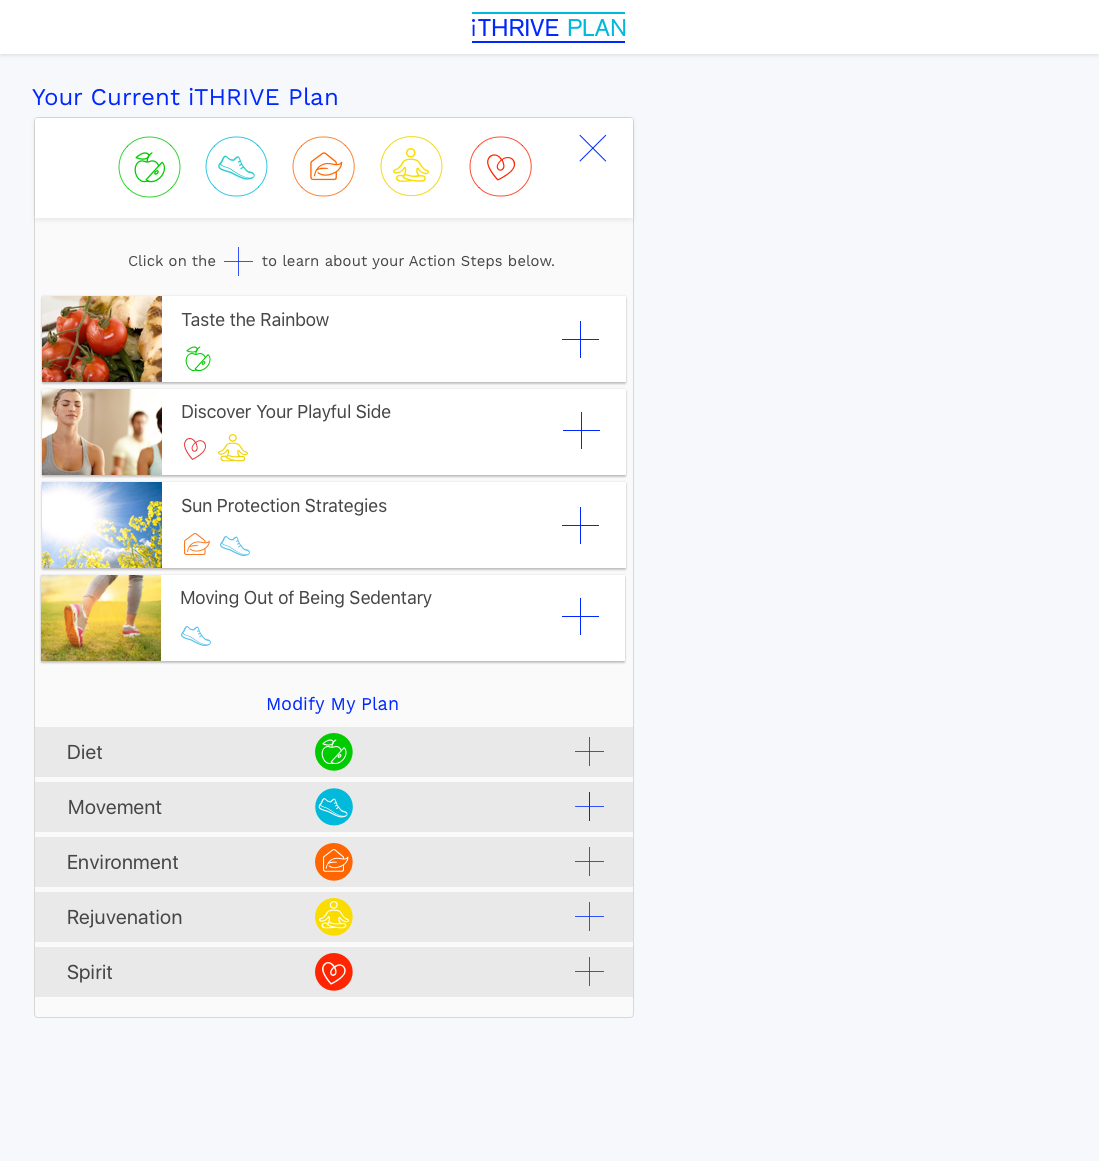 iTHRIVE PLAN
Your Current iTHRIVE Plan
Click on the to learn about your Action Steps below.
Taste the Rainbow
Discover Your Playful Side
Sun Protection Strategies
Moving Out of Being Sedentary
Modify My Plan
Diet
Movement
Environment
Rejuvenation
Spirit